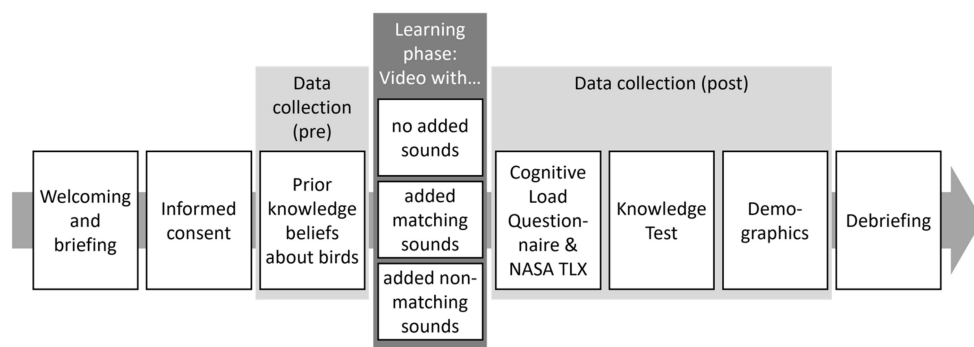 Welcoming
and
briefing
Informed
consent
Data
collection
(pre)
Prior
knowledge
beliefs
about birds
Learning
phase:
Video with…
no added
sounds
added
matching
sounds
added non-
matching
sounds
Data collection (post)
Cognitive
Load
Question-
naire &
NASA TLX
Knowledge
Test
Demo-
graphics
Debriefing